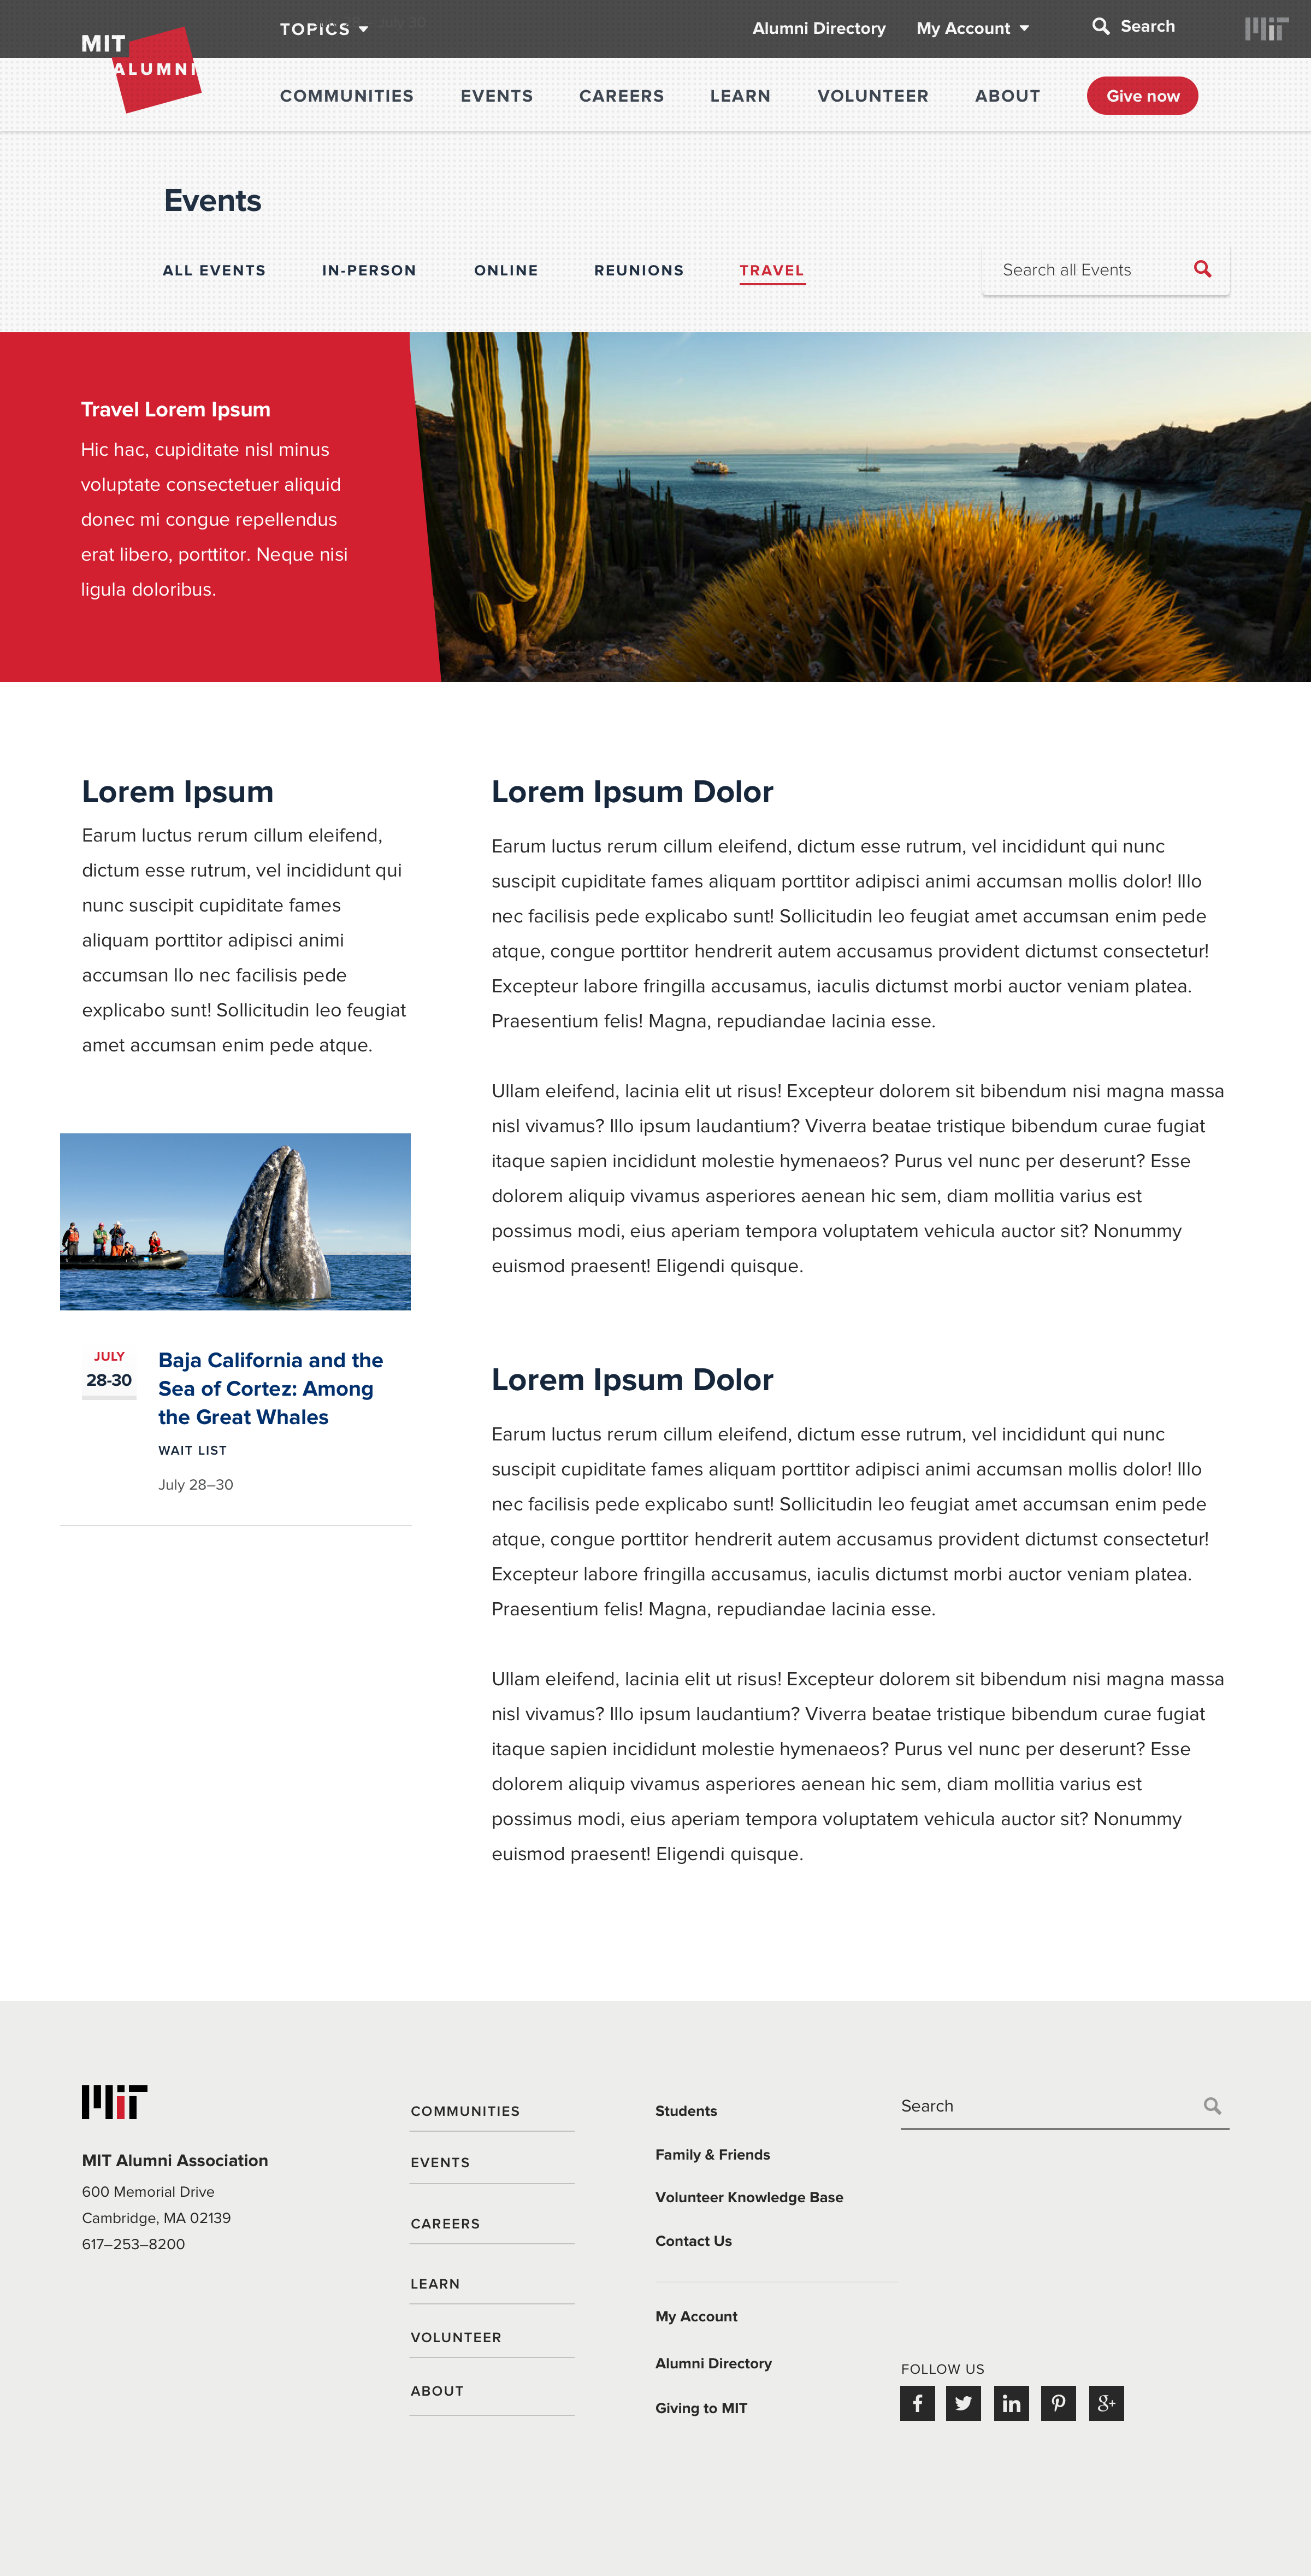 TOPICS
July 30
Alumni Directory
My Account
Search
MIT
ALUMNI
COMMUNITIES
EVENTS
CAREERS
LEARN
VOLUNTEER
ABOUT
Give now
Events
ALL EVENTS
IN-PERSON
ONLINE
REUNIONS
TRAVEL
Search all Events
Travel Lorem Ipsum
Hic hac, cupiditate nisl minus
voluptate consectetuer aliquid
donec mi congue repellendus
erat libero, porttitor. Neque nisi
ligula doloribus.
Lorem Ipsum
Earum luctus rerum cillum eleifend,
dictum esse rutrum, vel incididunt qui
nunc suscipit cupiditate fames
aliquam porttitor adipisci animi
accumsan llo nec facilisis pede
explicabo sunt! Sollicitudin leo feugiat
amet accumsan enim pede atque.
JULY
28-30
Baja California and the
Sea of Cortez: Among
the Great Whales
WAIT LIST
July 28–30
Lorem Ipsum Dolor
Earum luctus rerum cillum eleifend, dictum esse rutrum, vel incididunt qui nunc
suscipit cupiditate fames aliquam porttitor adipisci animi accumsan mollis dolor! Illo
nec facilisis pede explicabo sunt! Sollicitudin leo feugiat amet accumsan enim pede
atque, congue porttitor hendrerit autem accusamus provident dictumst consectetur!
Excepteur labore fringilla accusamus, iaculis dictumst morbi auctor veniam platea.
Praesentium felis! Magna, repudiandae lacinia esse.
Ullam eleifend, lacinia elit ut risus! Excepteur dolorem sit bibendum nisi magna massa
nisl vivamus? Illo ipsum laudantium? Viverra beatae tristique bibendum curae fugiat
itaque sapien incididunt molestie hymenaeos? Purus vel nunc per deserunt? Esse
dolorem aliquip vivamus asperiores aenean hic sem, diam mollitia varius est
possimus modi, eius aperiam tempora voluptatem vehicula auctor sit? Nonummy
euismod praesent! Eligendi quisque.
Lorem Ipsum Dolor
Earum luctus rerum cillum eleifend, dictum esse rutrum, vel incididunt qui nunc
suscipit cupiditate fames aliquam porttitor adipisci animi accumsan mollis dolor! Illo
nec facilisis pede explicabo sunt! Sollicitudin leo feugiat amet accumsan enim pede
atque, congue porttitor hendrerit autem accusamus provident dictumst consectetur!
Excepteur labore fringilla accusamus, iaculis dictumst morbi auctor veniam platea.
Praesentium felis! Magna, repudiandae lacinia esse.
Ullam eleifend, lacinia elit ut risus! Excepteur dolorem sit bibendum nisi magna massa
nisl vivamus? Illo ipsum laudantium? Viverra beatae tristique bibendum curae fugiat
itaque sapien incididunt molestie hymenaeos? Purus vel nunc per deserunt? Esse
dolorem aliquip vivamus asperiores aenean hic sem, diam mollitia varius est
possimus modi, eius aperiam tempora voluptatem vehicula auctor sit? Nonummy
euismod praesent! Eligendi quisque.
MIT Alumni Association
600 Memorial Drive
Cambridge, MA 02139
617–253–8200
COMMUNITIES
EVENTS
CAREERS
LEARN
VOLUNTEER
ABOUT
Students
Family & Friends
Volunteer Knowledge Base
Contact Us
My Account
Alumni Directory
Giving to MIT
Search
FOLLOW US